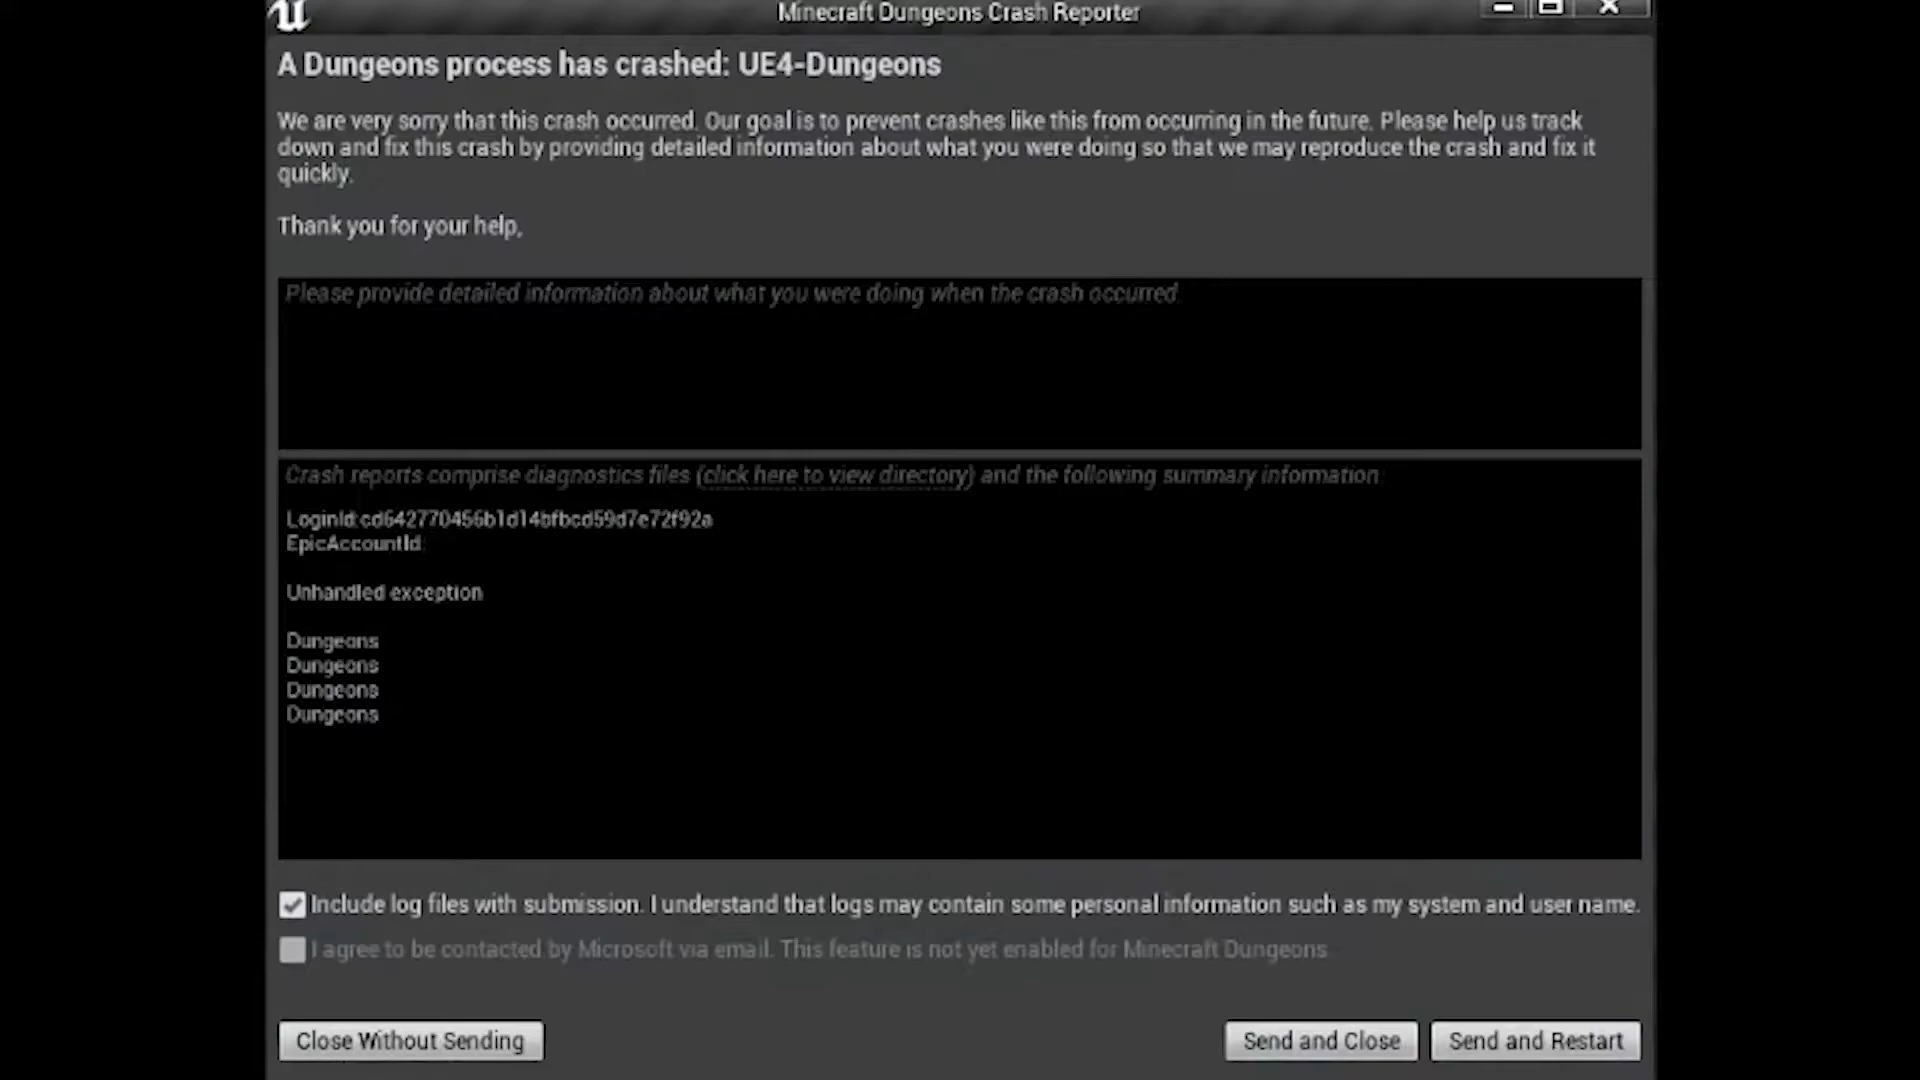 Minecraft Dungeons Crash Reporter
A Dungeons process has crashed: UE4-Dungeons
We are very sorry that this crash occurred. Our goal is to prevent crashes like this from occurring in the future. Please help us track
down and fix this crash by providing detailed information about what you were doing so that we may reproduce the crash and fix it
quickly.
Thank you for your help,
Please provide detailed information about what you were doing when the crash occurred.
Crash reports comprise diagnostics files (click here to view directory) and the following summary information:
LoginId:cd642770456b1d14bfbcd59d7e72f92a
EpicAccountId:
Unhandled exception
Dungeons
Dungeons
Dungeons
Dungeons
Include log files with submission. I understand that logs may contain some personal information such as my system and user name.
I agree to be contacted by Microsoft via email. This feature is not yet enabled for Minecraft Dungeons.
Close Without Sending
Send and Close
Send and Restart